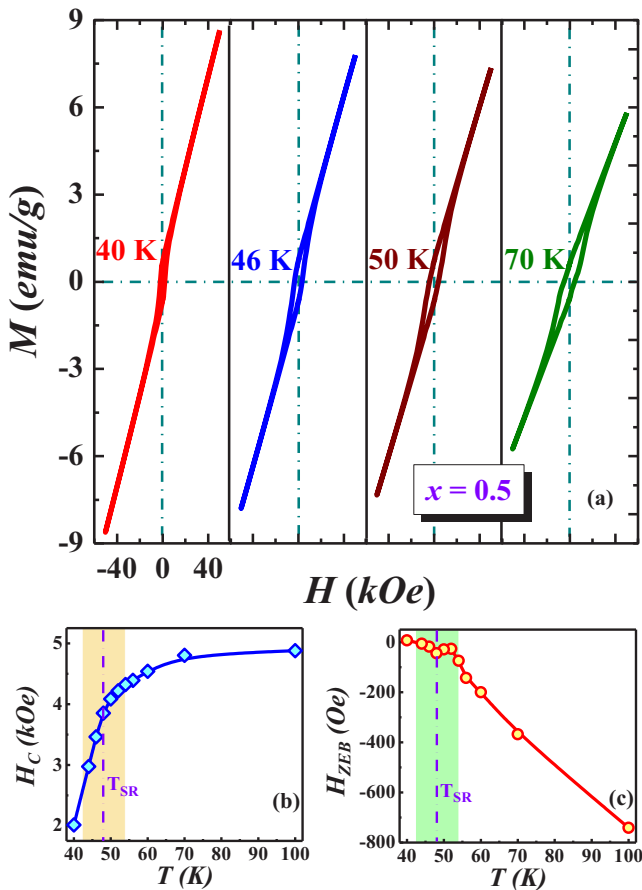 9
6
3
0
-3
-6
-9
M (emu/g)
40 K
46 K
50 K
70 K
x = 0.5
(a)
-40 0 40
H (kOe)
5
4
3
2
H_C (kOe)
T_SR
(b)
40 50 60 70 80 90 100
T (K)
0
-200
-400
-600
-800
H_ZEB (Oe)
T_SR
(c)
40 50 60 70 80 90 100
T (K)